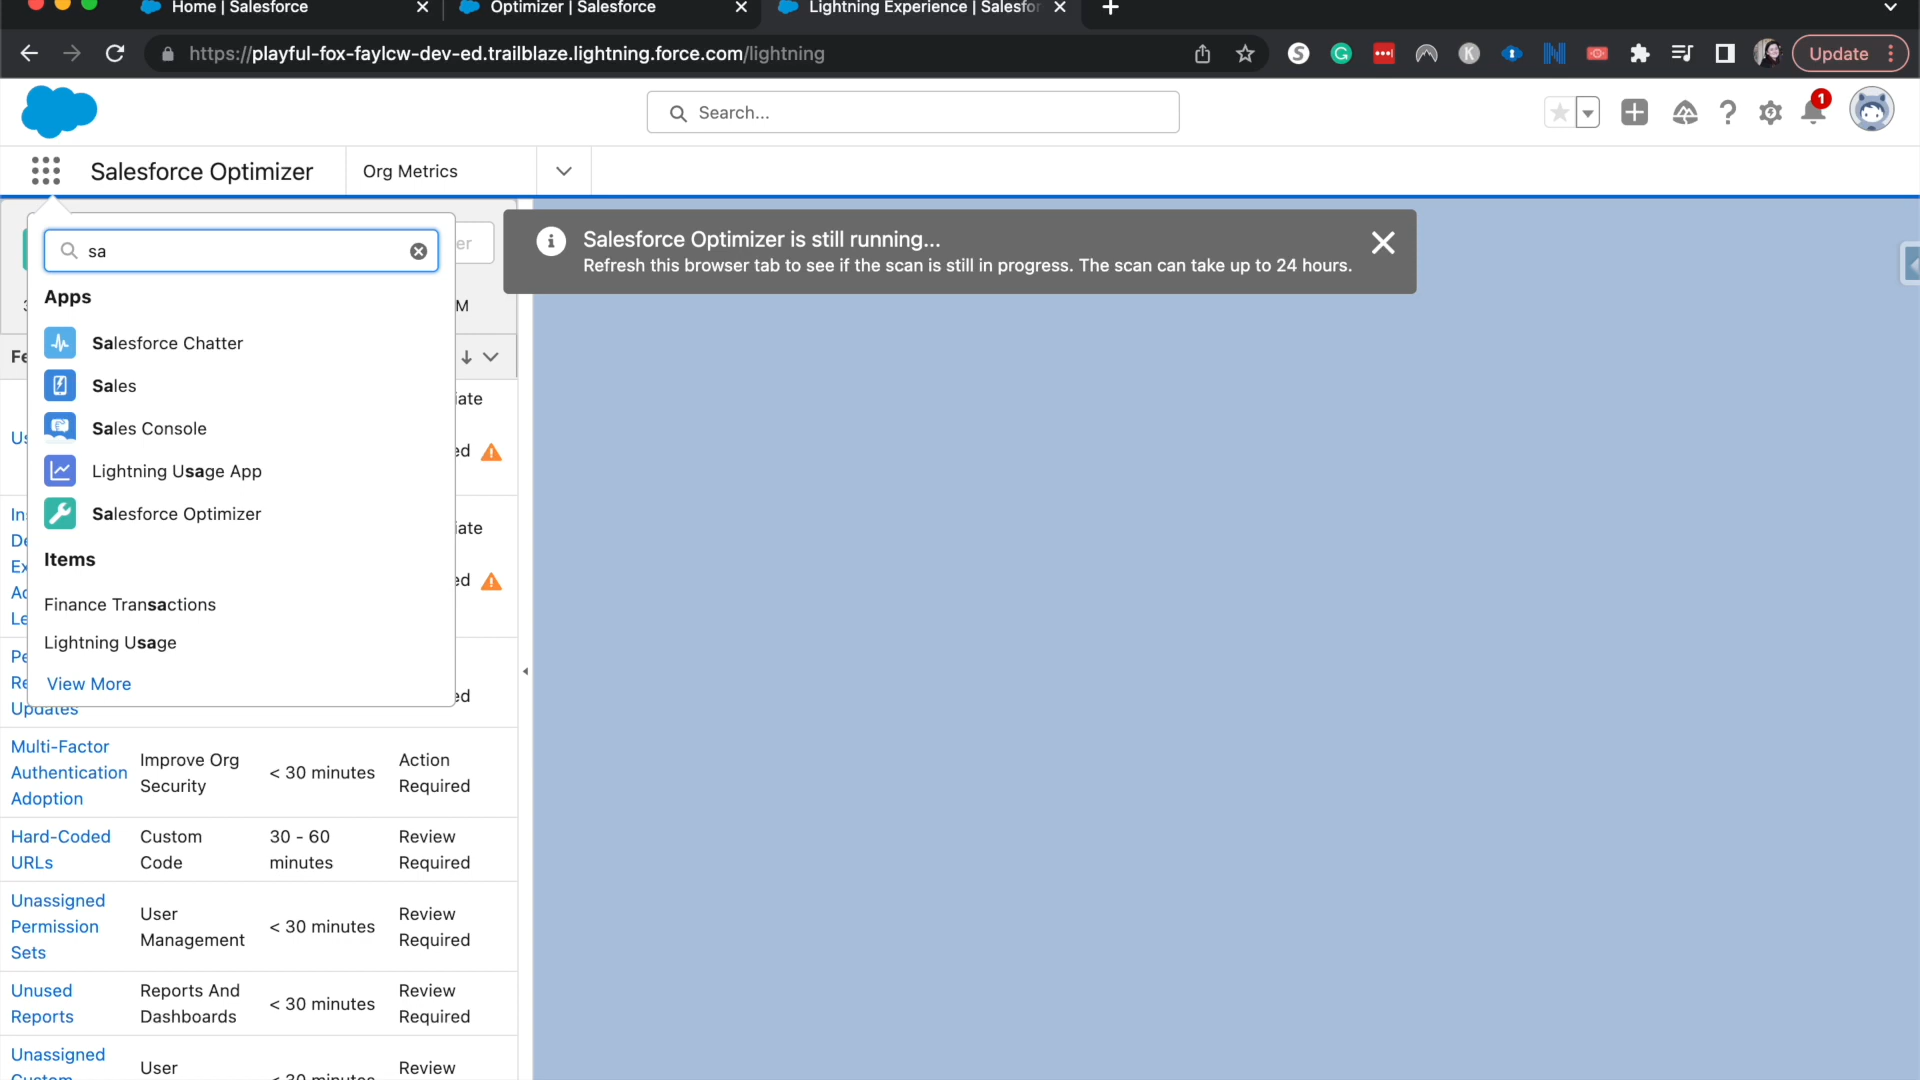 Home | Salesforce
Optimizer | Salesforce
Lightning Experience | Salesfor
https://playful-fox-faylcw-dev-ed.trailblaze.lightning.force.com/lightning
Update
Search...
1
Salesforce Optimizer
Org Metrics
sa
Salesforce Optimizer is still running...
Refresh this browser tab to see if the scan is still in progress. The scan can take up to 24 hours.
Apps
Salesforce Chatter
Sales
Sales Console
Lightning Usage App
Salesforce Optimizer
Items
Finance Transactions
Lightning Usage
View More
Updates
Multi-Factor Authentication Adoption
Improve Org Security
< 30 minutes
Action Required
Hard-Coded URLs
Custom Code
30 - 60 minutes
Review Required
Unassigned Permission Sets
User Management
< 30 minutes
Review Required
Unused Reports
Reports And Dashboards
< 30 minutes
Review Required
Unassigned
User
Review